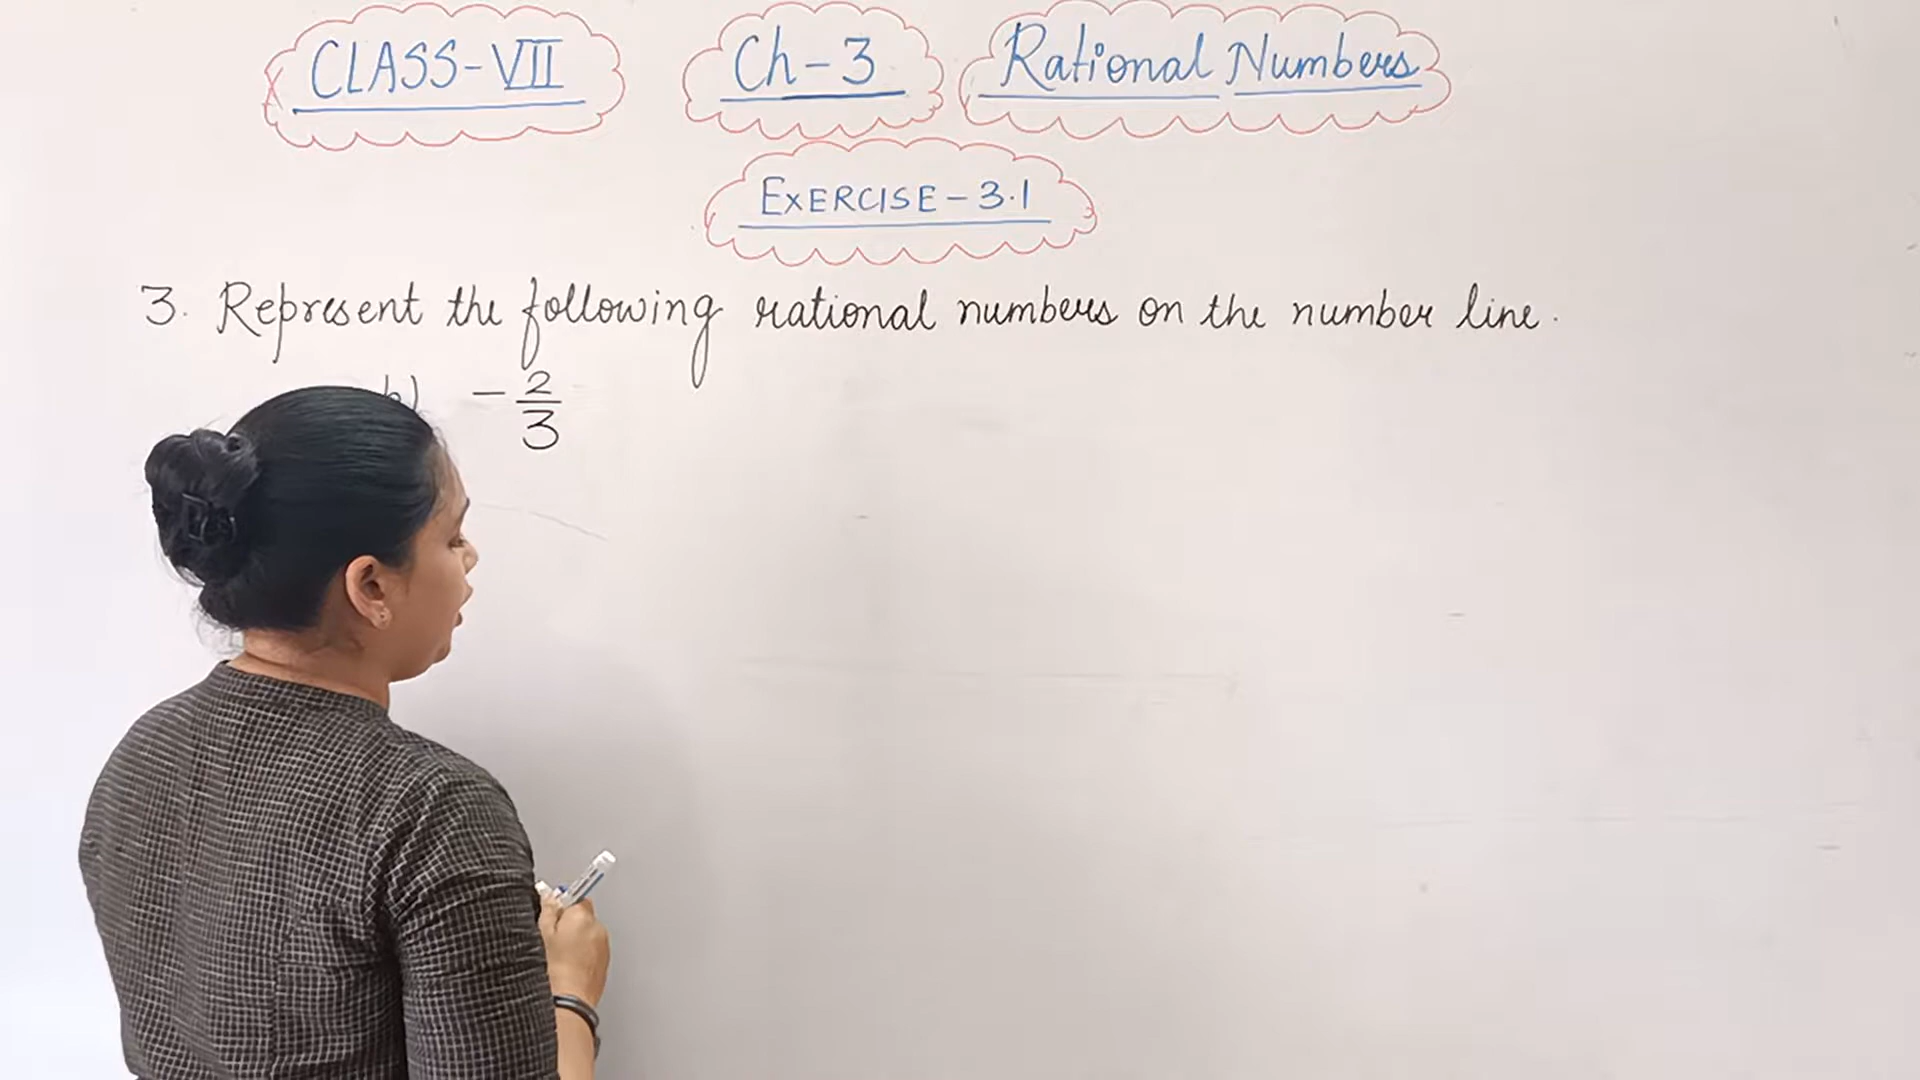 CLASS-VII Ch-3 Rational Numbers
EXERCISE-3.1
3. Represent the following rational numbers on the number line.
b) -2/3